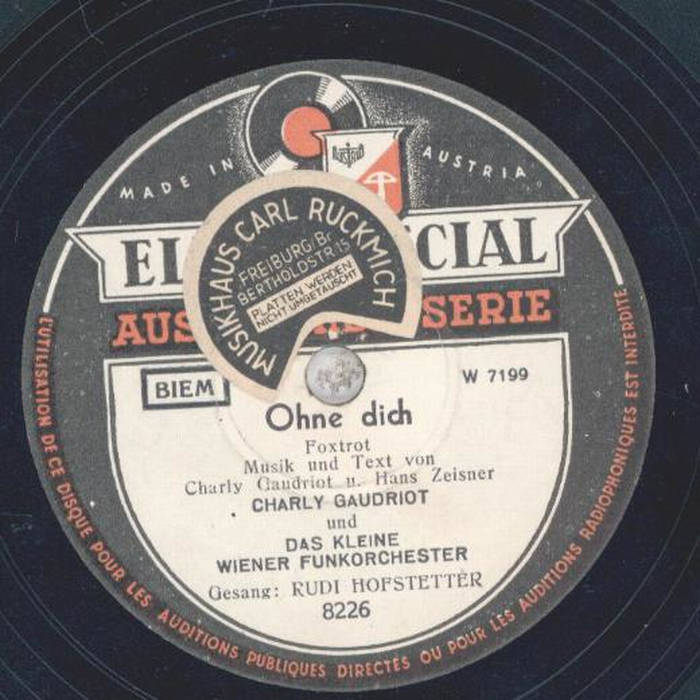 MADE IN AUSTRIA
Austroton
EL CIAL
AUS SERIE
MUSIKHAUS CARL RUCKMICH
FREIBURG/Br
BERTHOLDSTR.15
PLATTEN WERDEN
NICHT UMGETAUSCHT
BIEM
W 7199
Ohne dich
Foxtrot
Musik und Text von
Charly Gaudriot u. Hans Zeisner
CHARLY GAUDRIOT
und
DAS KLEINE
WIENER FUNKORCHESTER
Gesang: RUDI HOFSTETTER
8226
L'UTILISATION DE CE DISQUE POUR LES AUDITIONS PUBLIQUES DIRECTES OU POUR LES AUDITIONS RADIOPHONIQUES EST INTERDITE